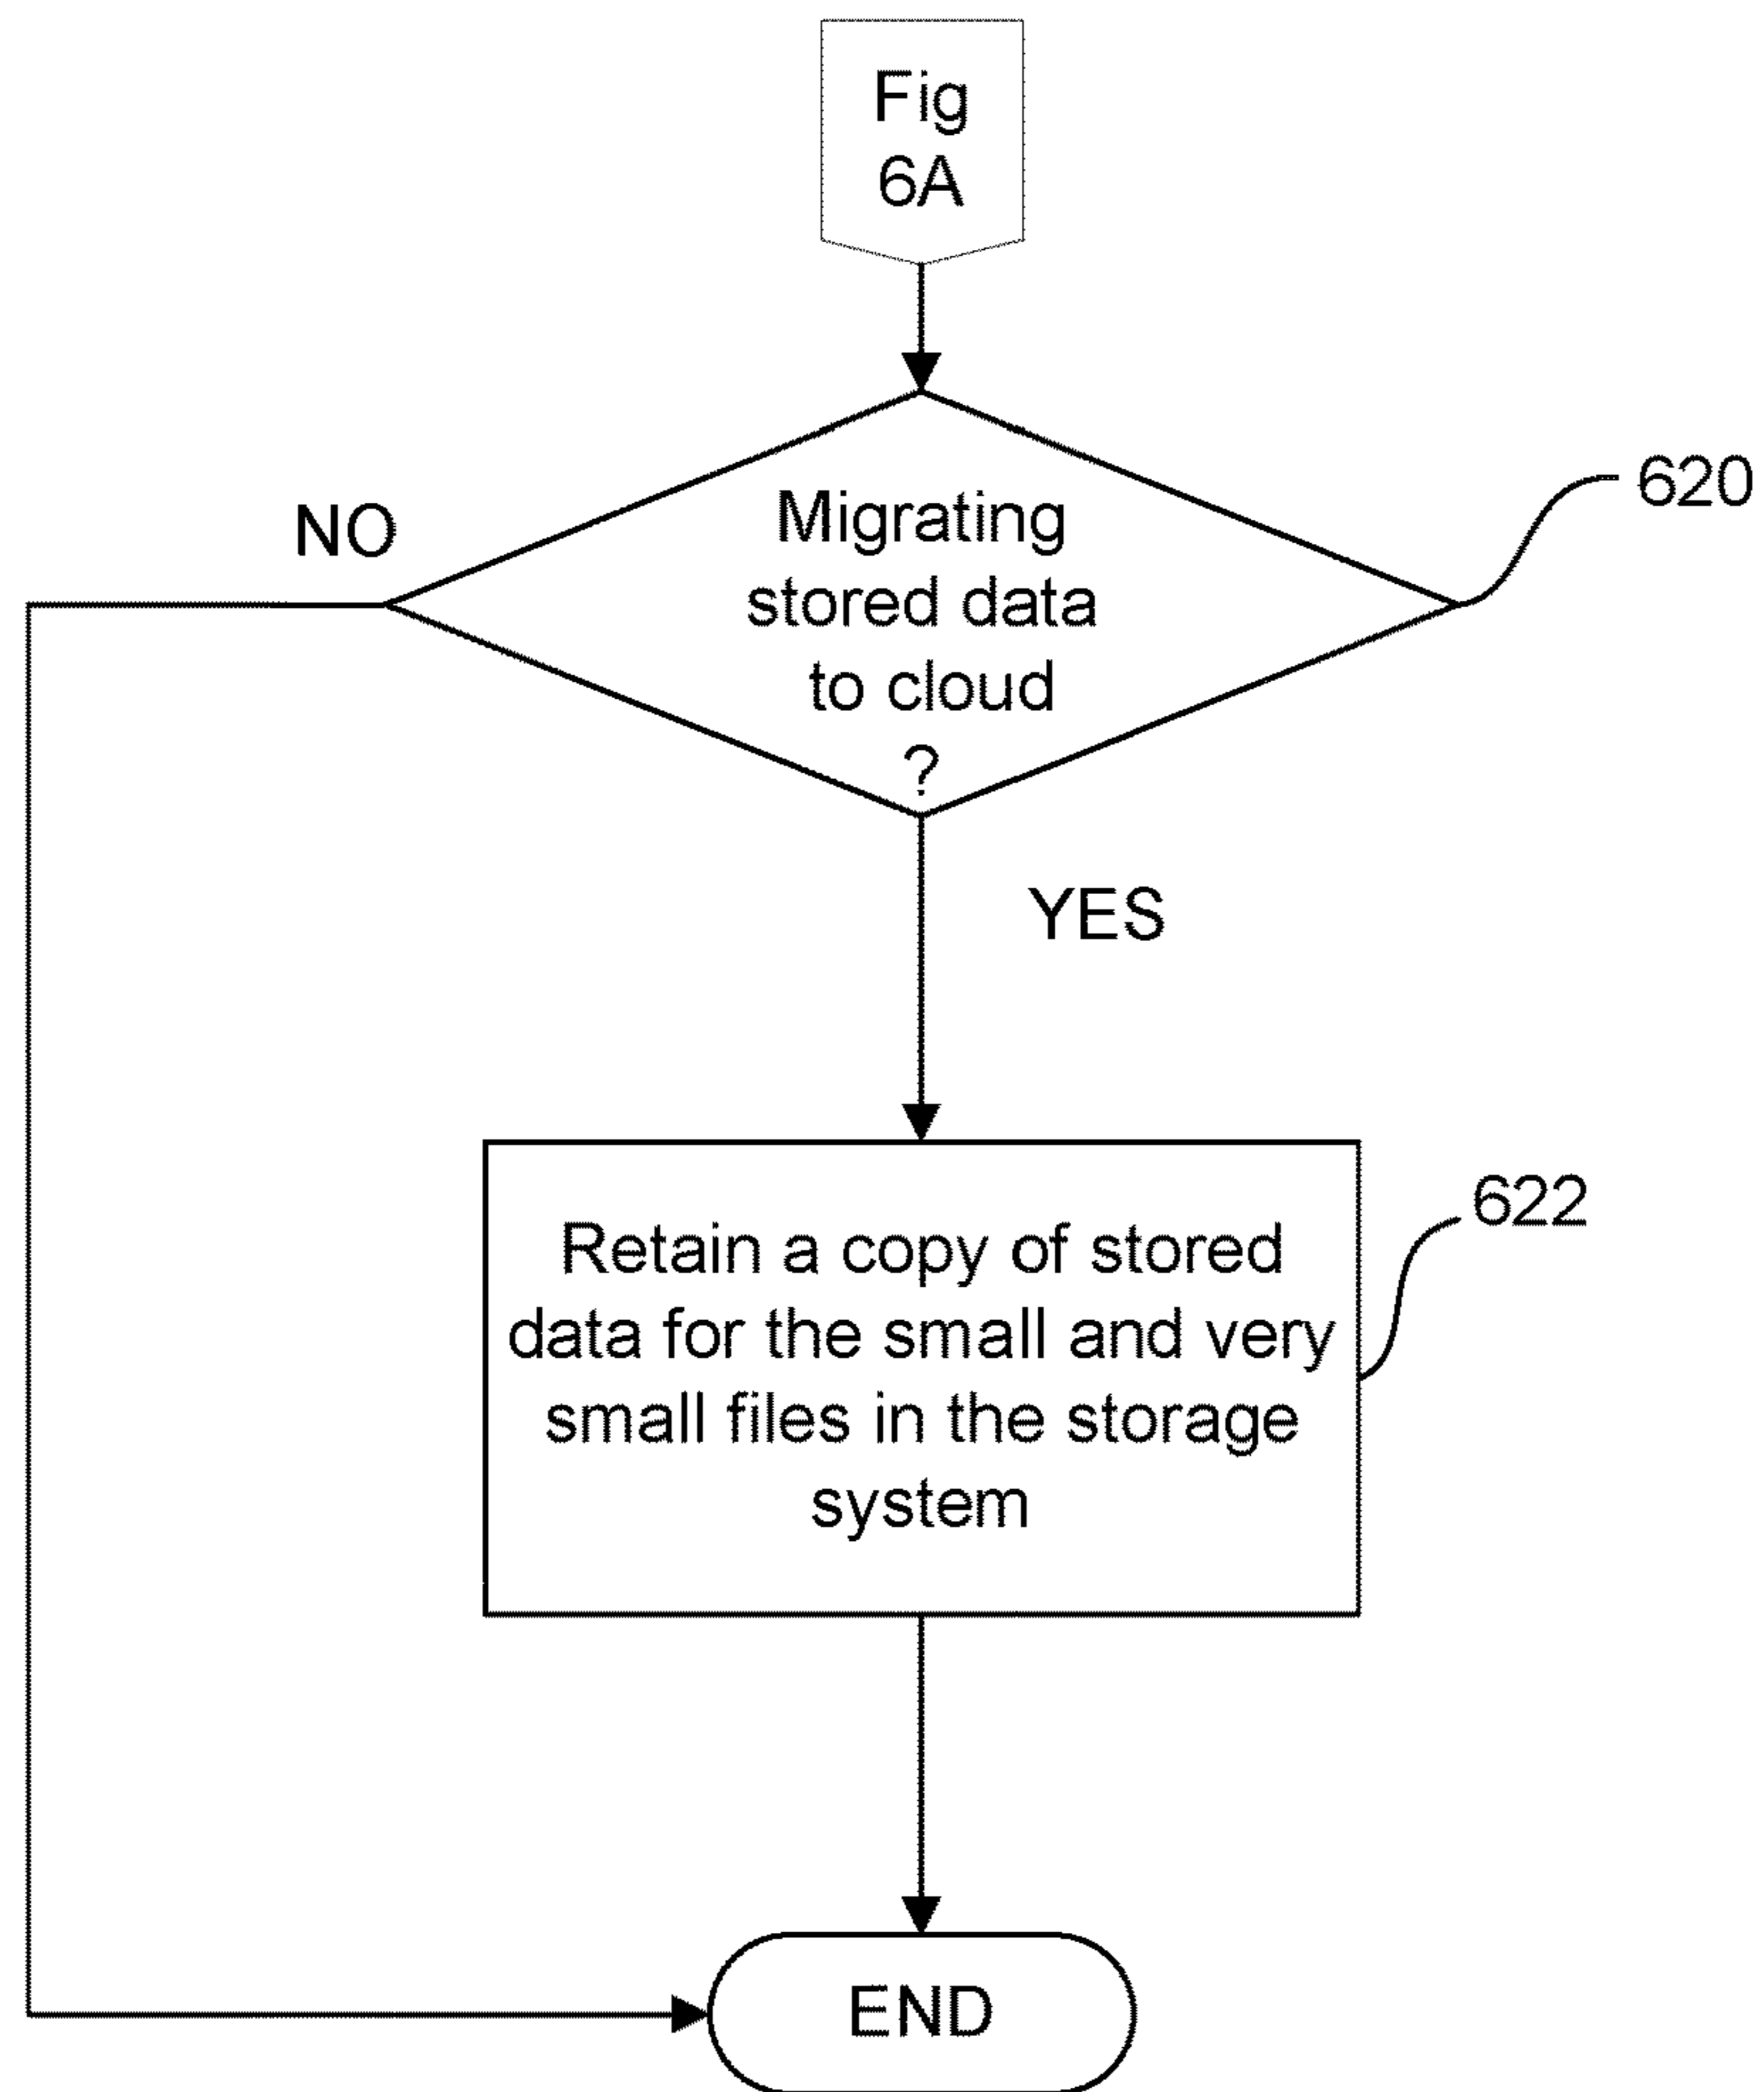 Fig
6A
620
NO
Migrating
stored data
to cloud
?
YES
622
Retain a copy of stored
data for the small and very
small files in the storage
system
END